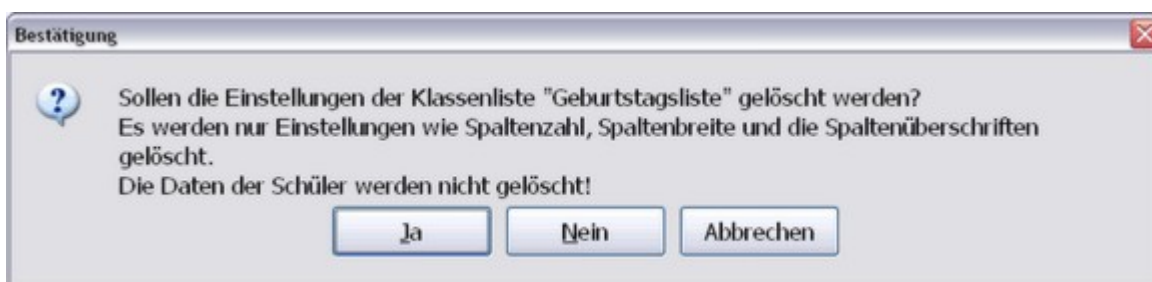 Bestätigung
Sollen die Einstellungen der Klassenliste "Geburtstagsliste" gelöscht werden?
Es werden nur Einstellungen wie Spaltenzahl, Spaltenbreite und die Spaltenüberschriften
gelöscht.
Die Daten der Schüler werden nicht gelöscht!
Ja Nein Abbrechen